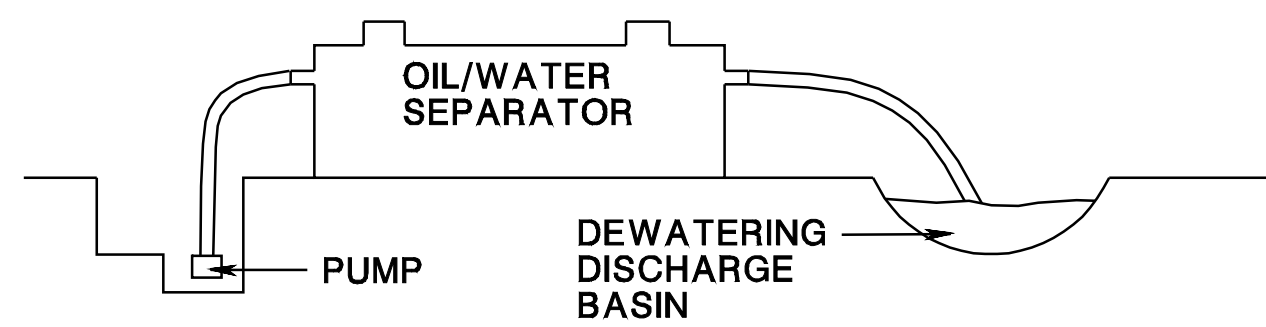 OIL/WATER
SEPARATOR
DEWATERING
DISCHARGE
BASIN
PUMP